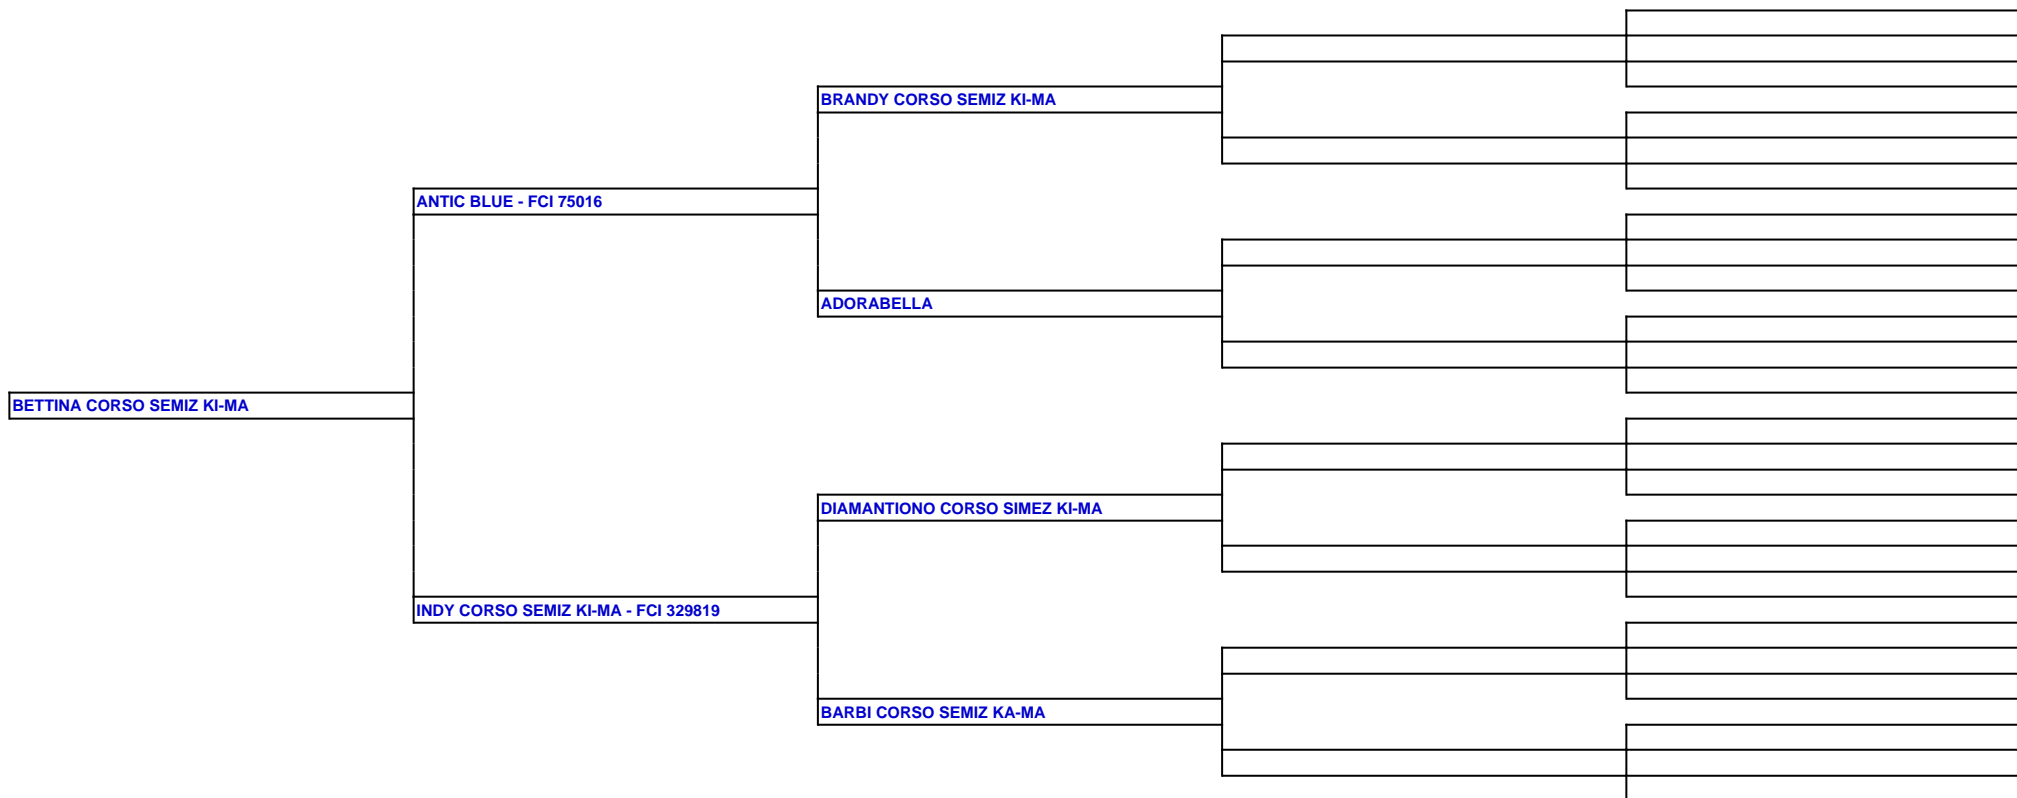 BRANDY CORSO SEMIZ KI-MA
ANTIC BLUE - FCI 75016
ADORABELLA
BETTINA CORSO SEMIZ KI-MA
DIAMANTIONO CORSO SIMEZ KI-MA
INDY CORSO SEMIZ KI-MA - FCI 329819
BARBI CORSO SEMIZ KA-MA